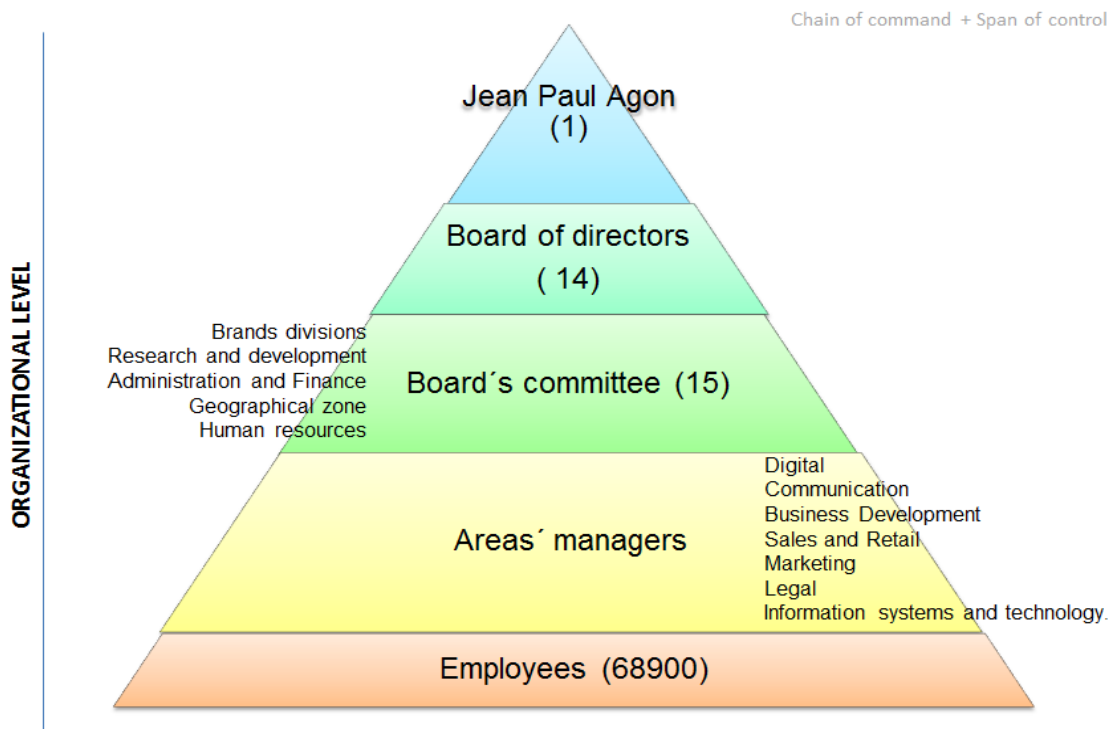 Chain of command + Span of control
ORGANIZATIONAL LEVEL
Jean Paul Agon
(1)
Board of directors
( 14)
Brands divisions
Research and development
Administration and Finance
Geographical zone
Human resources
Board´s committee (15)
Areas´ managers
Digital
Communication
Business Development
Sales and Retail
Marketing
Legal
Information systems and technology.
Employees (68900)